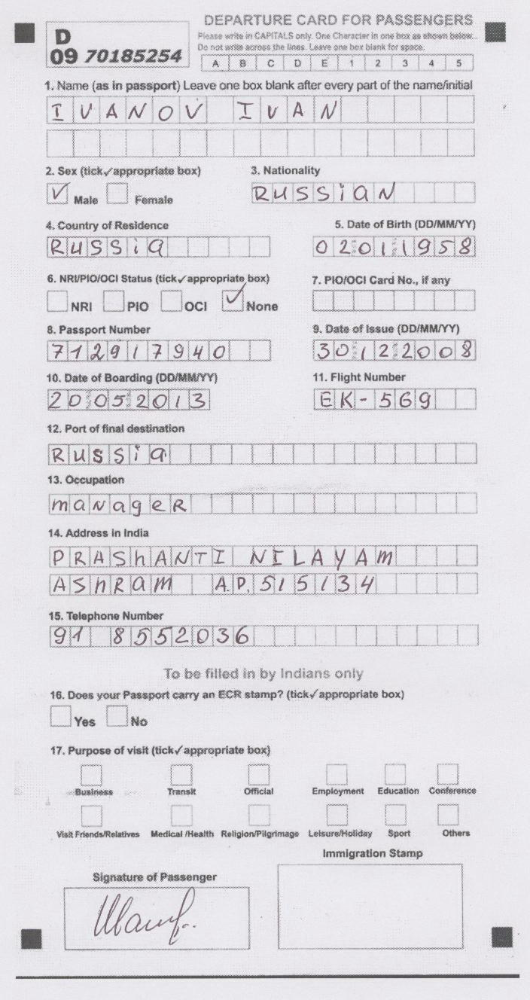 DEPARTURE CARD FOR PASSENGERS
D
09 70185254
Please write in CAPITALS only. One Character in one box as shown below...
Do not write across the lines. Leave one box blank for space.
A B C D E 1 2 3 4 5
1. Name (as in passport) Leave one box blank after every part of the name/initial
IVANOV IVAN
2. Sex (tick✓appropriate box) 3. Nationality
✓ Male Female RUSSiaN
4. Country of Residence 5. Date of Birth (DD/MM/YY)
RUSSia 02011958
6. NRI/PIO/OCI Status (tick✓appropriate box) 7. PIO/OCI Card No., if any
NRI PIO OCI ✓ None
8. Passport Number 9. Date of Issue (DD/MM/YY)
712917940 30122008
10. Date of Boarding (DD/MM/YY) 11. Flight Number
20052013 EK-569
12. Port of final destination
Russia
13. Occupation
manageR
14. Address in India
PRAShANTI NILAYAm
AShRam A.P. 515134
15. Telephone Number
91 8552036
To be filled in by Indians only
16. Does your Passport carry an ECR stamp? (tick✓appropriate box)
Yes No
17. Purpose of visit (tick✓appropriate box)
Business Transit Official Employment Education Conference
Visit Friends/Relatives Medical /Health Religion/Pilgrimage Leisure/Holiday Sport Others
Immigration Stamp
Signature of Passenger